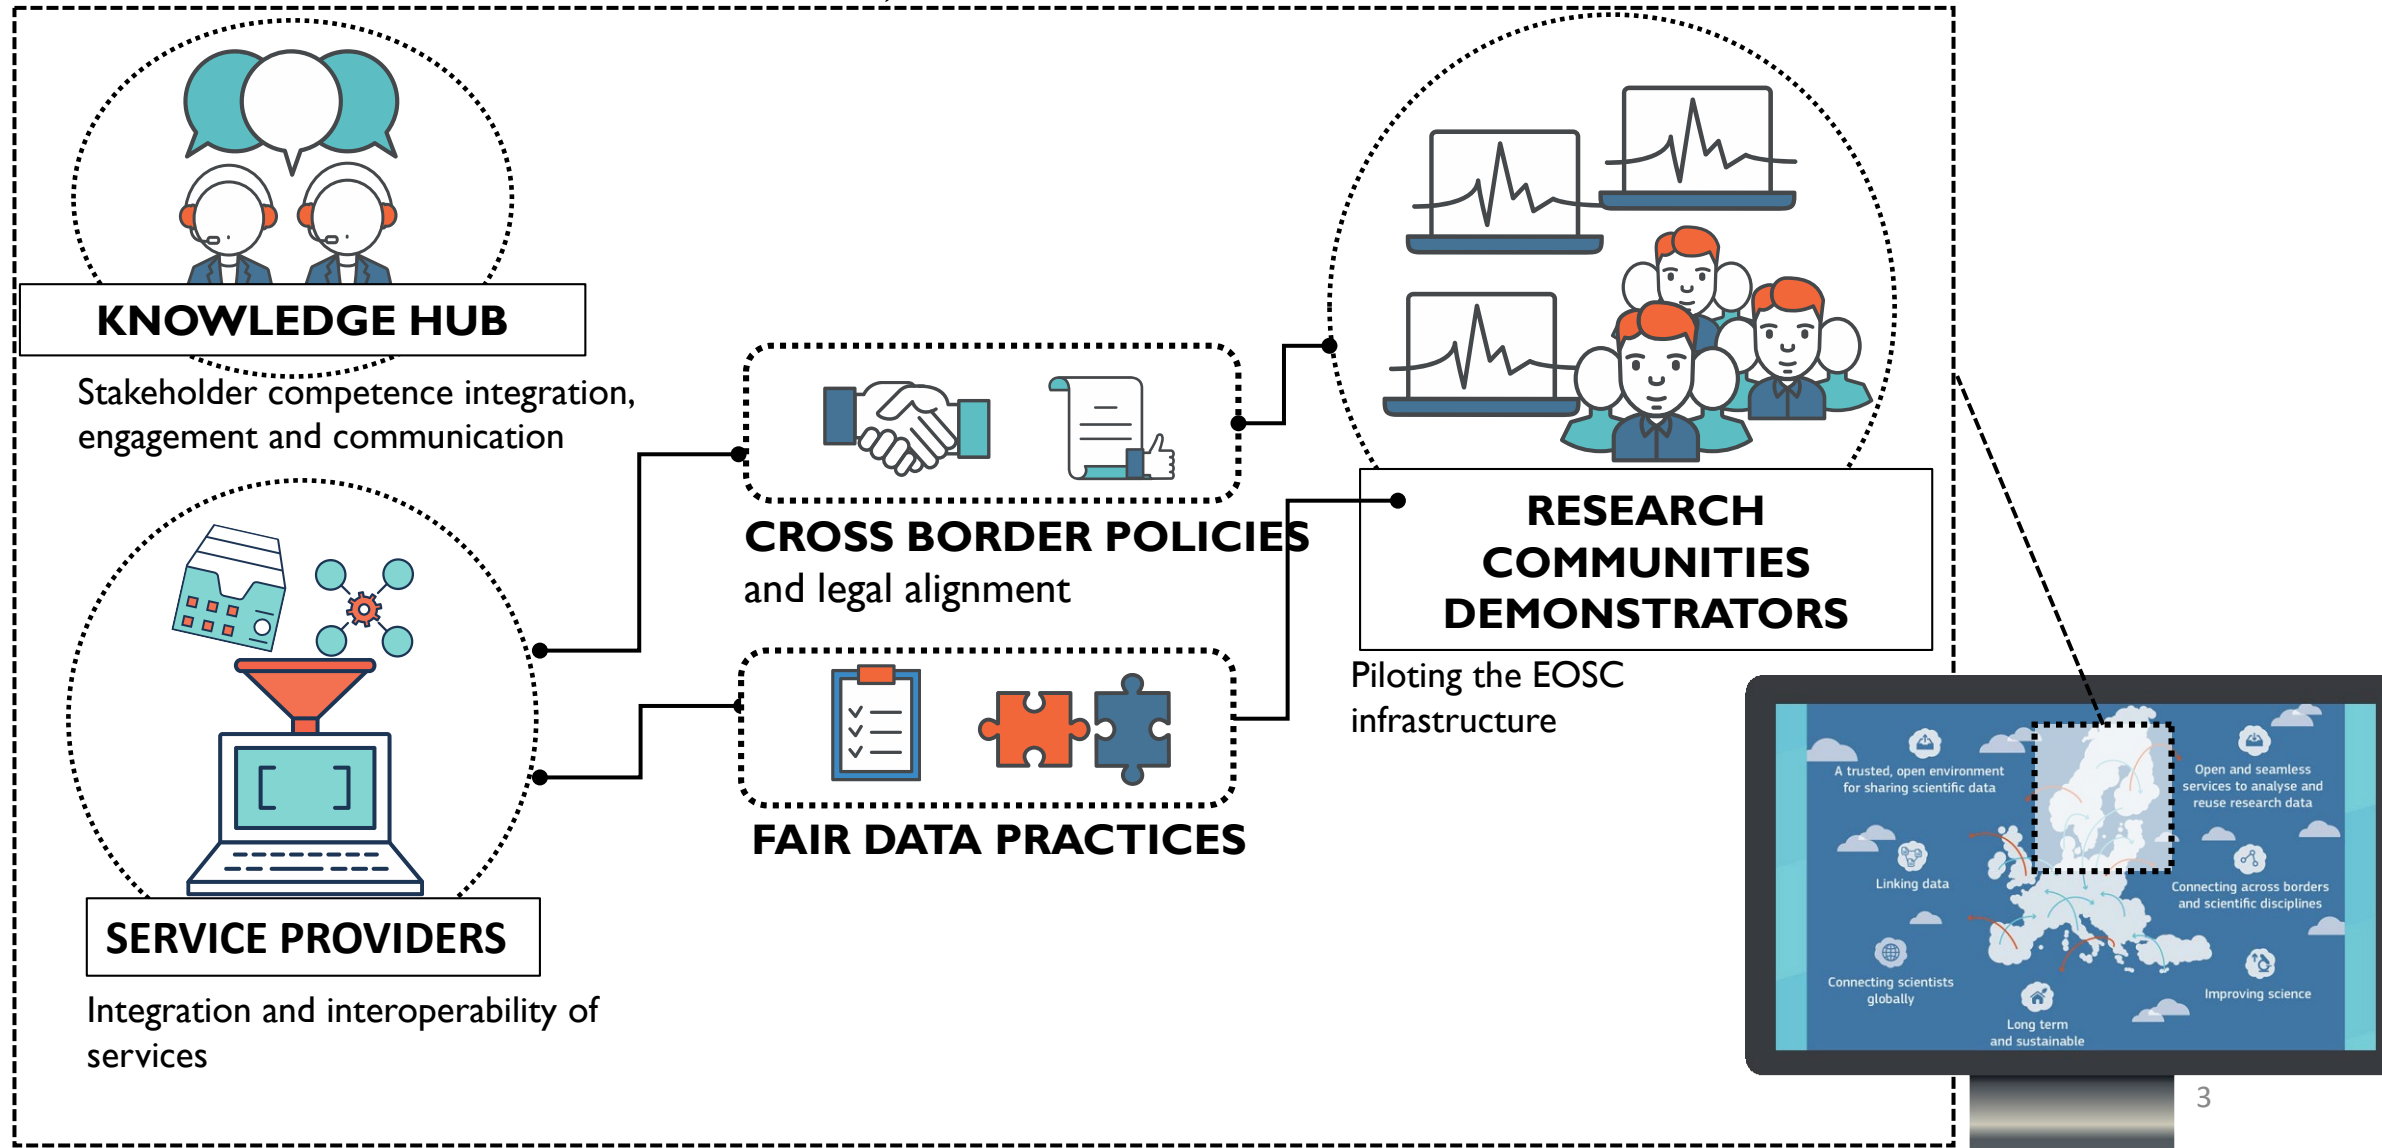 KNOWLEDGE HUB
Stakeholder competence integration,
engagement and communication
SERVICE PROVIDERS
Integration and interoperability of
services
CROSS BORDER POLICIES
and legal alignment
FAIR DATA PRACTICES
RESEARCH
COMMUNITIES
DEMONSTRATORS
Piloting the EOSC
infrastructure
A trusted, open environment
for sharing scientific data
Open and seamless
services to analyse and
reuse research data
Linking data
Connecting across borders
and scientific disciplines
Connecting scientists
globally
Improving science
Long term
and sustainable
3